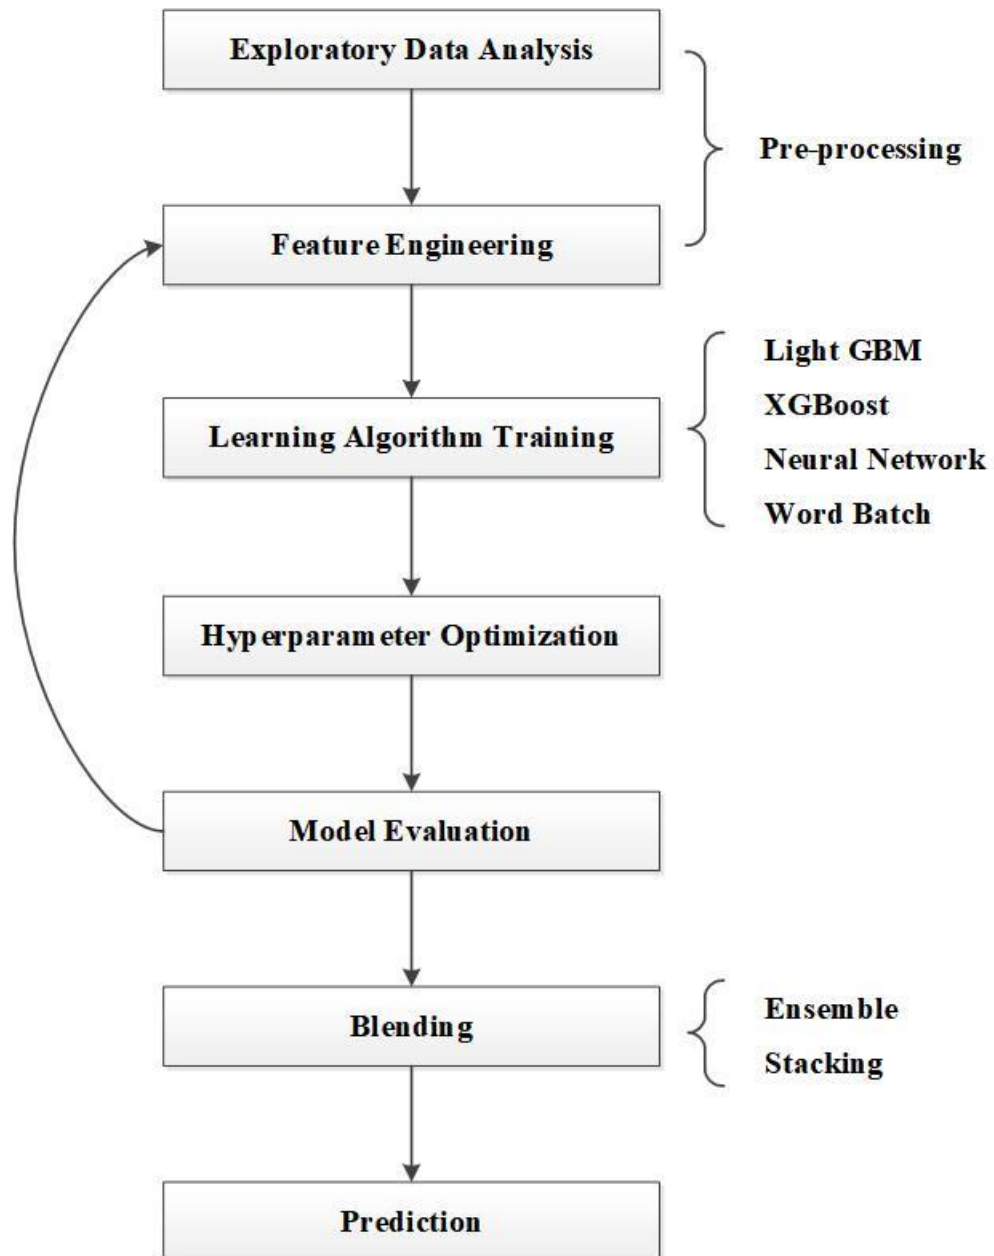 Exploratory Data Analysis
Pre-processing
Feature Engineering
Light GBM
XGBoost
Learning Algorithm Training
Neural Network
Word Batch
Hyperparameter Optimization
Model Evaluation
Ensemble
Blending
Stacking
Prediction